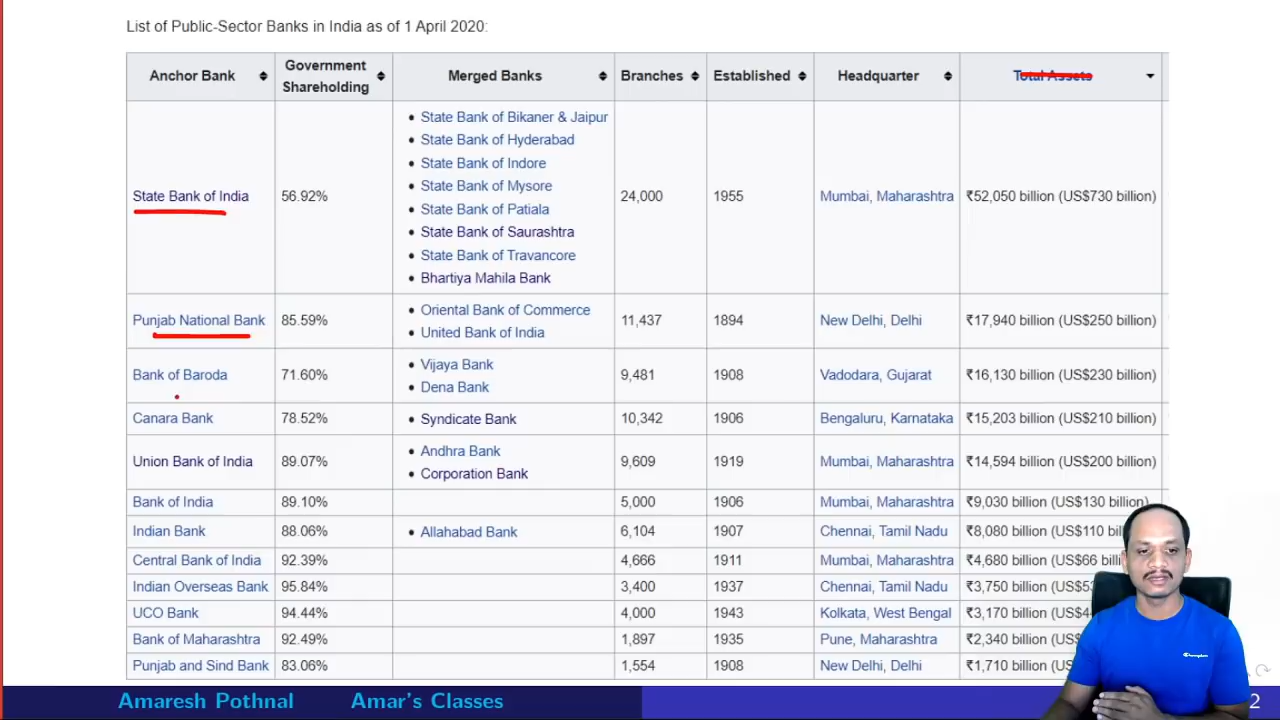 List of Public-Sector Banks in India as of 1 April 2020:
Anchor Bank Government Shareholding Merged Banks Branches Established Headquarter Total Assets
State Bank of India 56.92% 24,000 1955 Mumbai, Maharashtra ₹52,050 billion (US$730 billion)
• State Bank of Bikaner & Jaipur
• State Bank of Hyderabad
• State Bank of Indore
• State Bank of Mysore
• State Bank of Patiala
• State Bank of Saurashtra
• State Bank of Travancore
• Bhartiya Mahila Bank
Punjab National Bank 85.59% 11,437 1894 New Delhi, Delhi ₹17,940 billion (US$250 billion)
• Oriental Bank of Commerce
• United Bank of India
Bank of Baroda 71.60% 9,481 1908 Vadodara, Gujarat ₹16,130 billion (US$230 billion)
• Vijaya Bank
• Dena Bank
Canara Bank 78.52% • Syndicate Bank 10,342 1906 Bengaluru, Karnataka ₹15,203 billion (US$210 billion)
Union Bank of India 89.07% 9,609 1919 Mumbai, Maharashtra ₹14,594 billion (US$200 billion)
• Andhra Bank
• Corporation Bank
Bank of India 89.10% 5,000 1906 Mumbai, Maharashtra ₹9,030 billion (US$130 billion)
Indian Bank 88.06% • Allahabad Bank 6,104 1907 Chennai, Tamil Nadu ₹8,080 billion (US$110
Central Bank of India 92.39% 4,666 1911 Mumbai, Maharashtra ₹4,680 billion (US$66
Indian Overseas Bank 95.84% 3,400 1937 Chennai, Tamil Nadu ₹3,750 billion
UCO Bank 94.44% 4,000 1943 Kolkata, West Bengal ₹3,170 billion
Bank of Maharashtra 92.49% 1,897 1935 Pune, Maharashtra ₹2,340 billion
Punjab and Sind Bank 83.06% 1,554 1908 New Delhi, Delhi ₹1,710 billion
Champion
Amaresh Pothnal Amar's Classes 2